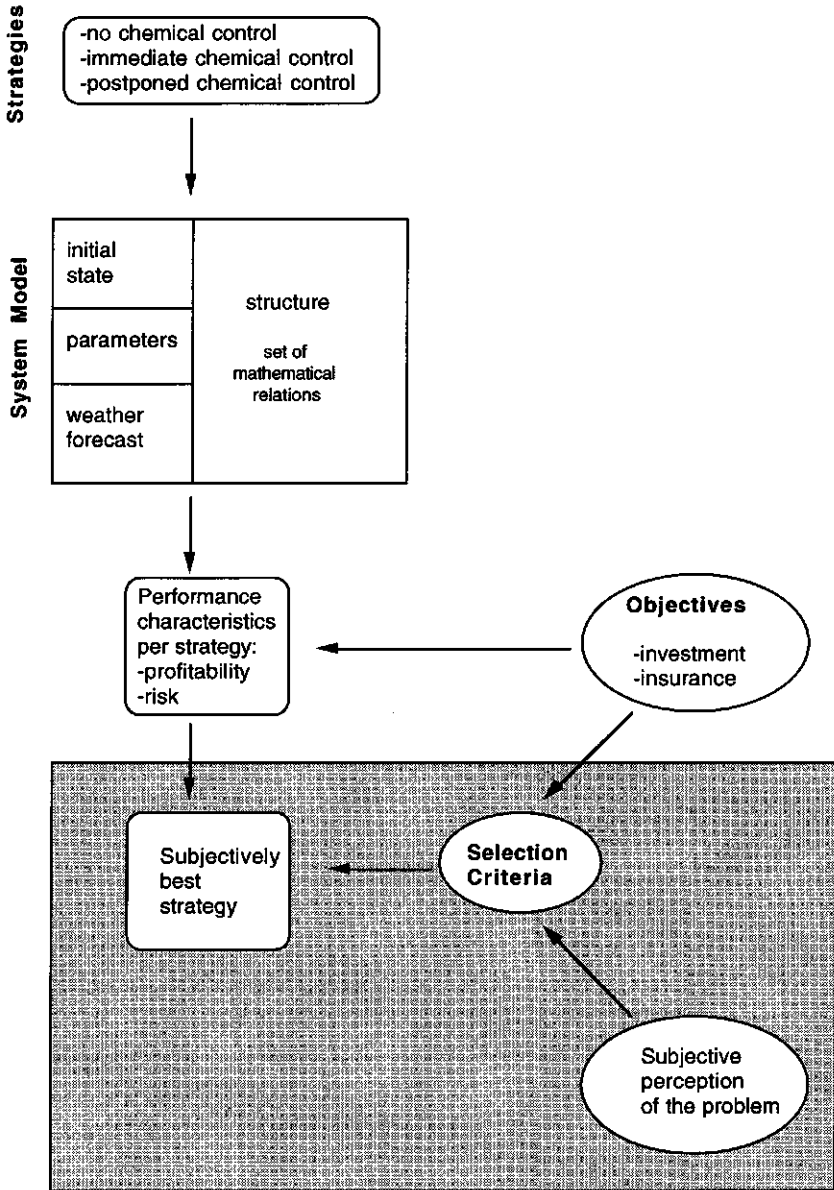 Strategies
-no chemical control
-immediate chemical control
-postponed chemical control
System Model
initial
state
parameters
weather
forecast
structure
set of
mathematical
relations
Performance
characteristics
per strategy:
-profitability
-risk
Objectives
-investment
-insurance
Subjectively
best
strategy
Selection
Criteria
Subjective
perception
of the problem